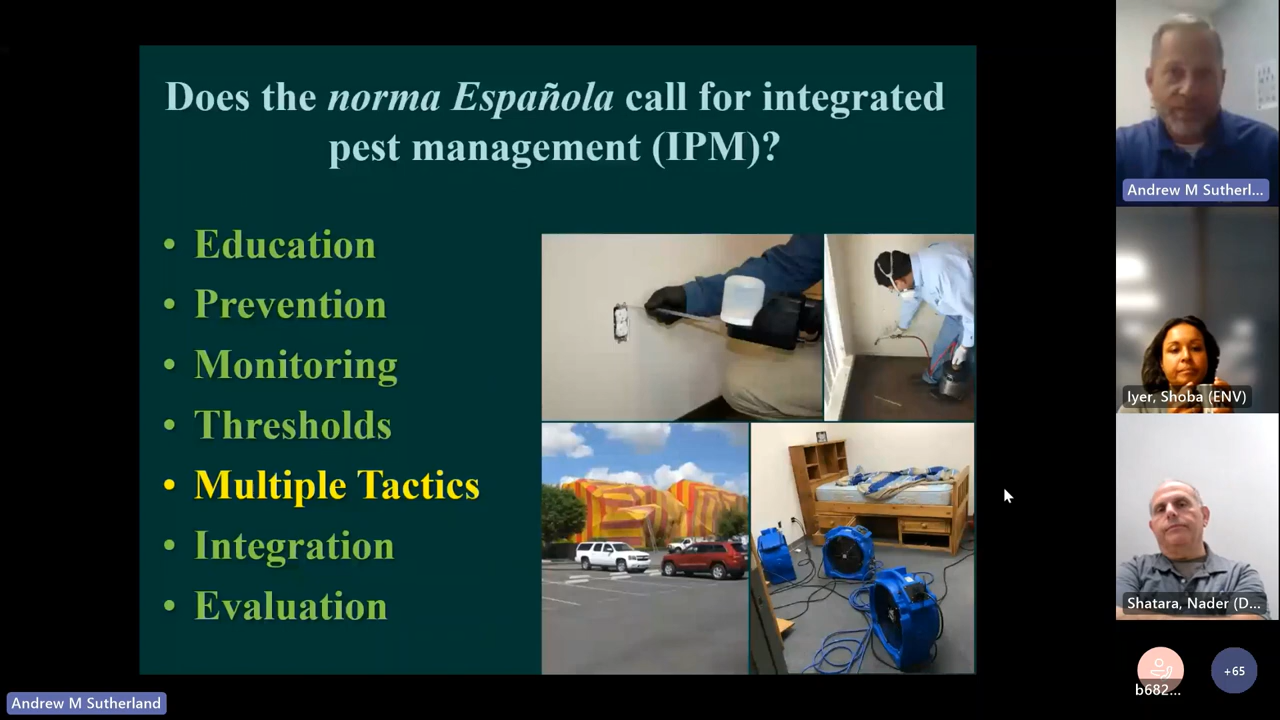 Does the norma Española call for integrated
pest management (IPM)?
• Education
• Prevention
• Monitoring
• Thresholds
• Multiple Tactics
• Integration
• Evaluation
Andrew M Sutherl...
Iyer, Shoba (ENV)
Shatara, Nader (D...
b682...
+65
Andrew M Sutherland